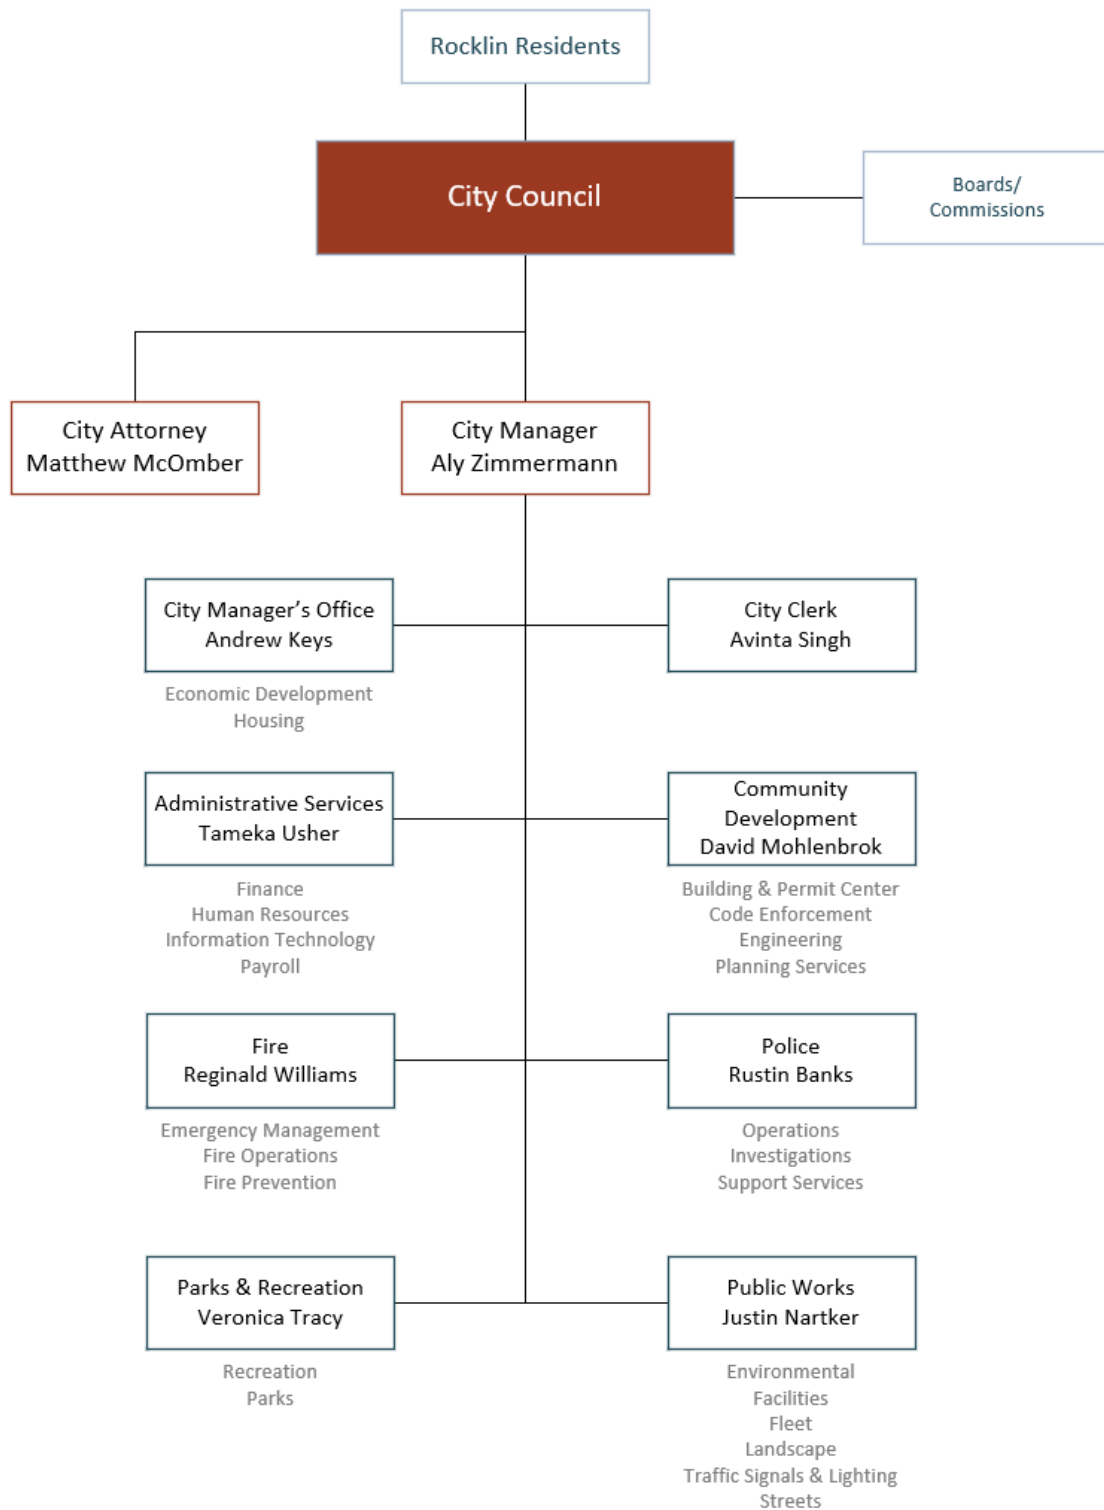 Rocklin Residents
City Council
Boards/
Commissions
City Attorney
Matthew McOmber
City Manager
Aly Zimmermann
City Manager’s Office
Andrew Keys
Economic Development
Housing
City Clerk
Avinta Singh
Administrative Services
Tameka Usher
Finance
Human Resources
Information Technology
Payroll
Community
Development
David Mohlenbrok
Building & Permit Center
Code Enforcement
Engineering
Planning Services
Fire
Reginald Williams
Emergency Management
Fire Operations
Fire Prevention
Police
Rustin Banks
Operations
Investigations
Support Services
Parks & Recreation
Veronica Tracy
Recreation
Parks
Public Works
Justin Nartker
Environmental
Facilities
Fleet
Landscape
Traffic Signals & Lighting
Streets